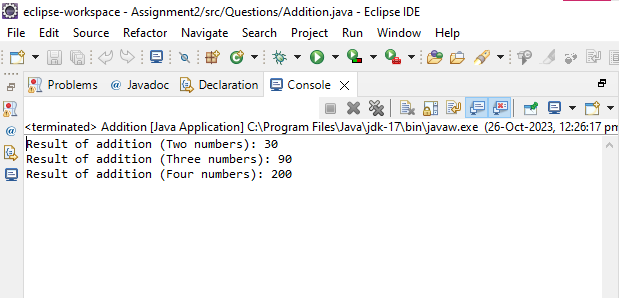 eclipse-workspace - Assignment2/src/Questions/Addition.java - Eclipse IDE
File Edit Source Refactor Navigate Search Project Run Window Help
Problems @ Javadoc Declaration Console
<terminated> Addition [Java Application] C:\Program Files\Java\jdk-17\bin\javaw.exe (26-Oct-2023, 12:26:17 pm
Result of addition (Two numbers): 30
Result of addition (Three numbers): 90
Result of addition (Four numbers): 200